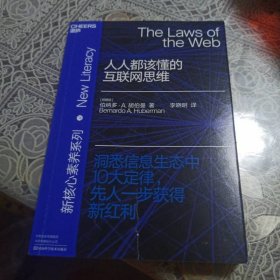 CHEERS
湛庐
The Laws of
the Web
人人都该懂的
互联网思维
伯纳多·A. 胡伯曼 著
Bernardo A. Huberman
李晓明 译
新核心素养系列
New Literacy
洞悉信息生态中
10大定律，
先人一步获得
新红利